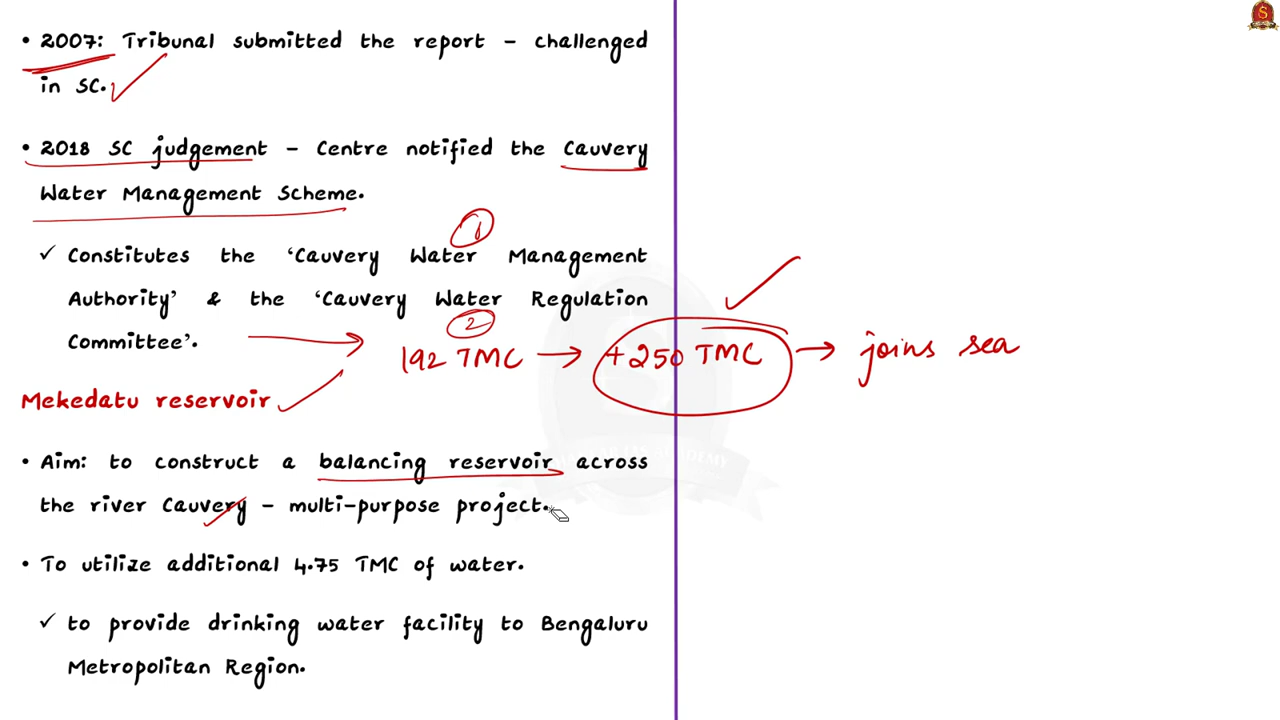 • 2007: Tribunal submitted the report – challenged
in SC.
• 2018 SC judgement – Centre notified the Cauvery
Water Management Scheme.
1
✓ Constitutes the ‘Cauvery Water Management
Authority’ & the ‘Cauvery Water Regulation
2
Committee’.
192 TMC → +250 TMC → joins sea
Mekedatu reservoir
• Aim: to construct a balancing reservoir across
the river Cauvery – multi-purpose project.
• To utilize additional 4.75 TMC of water.
✓ to provide drinking water facility to Bengaluru
Metropolitan Region.